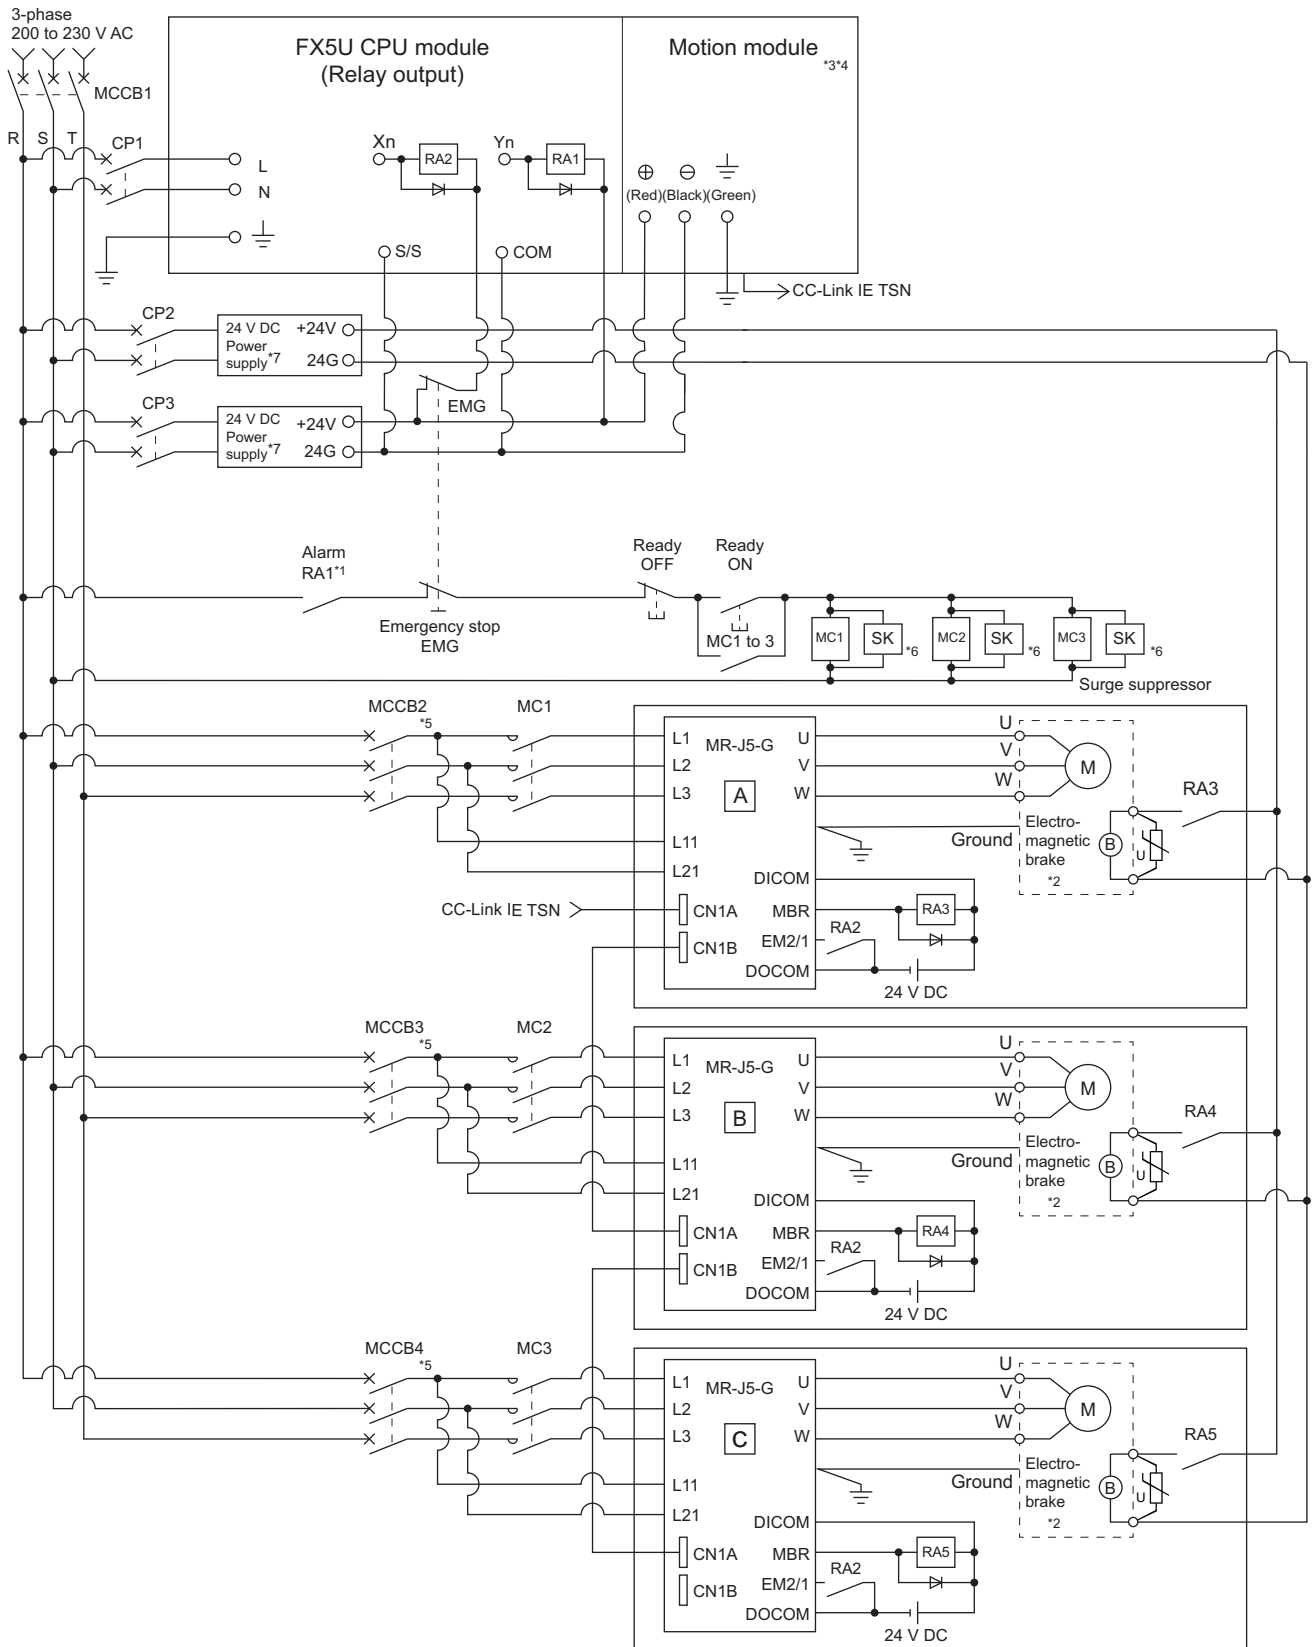 3-phase
200 to 230 V AC
MCCB1
R S T
CP1
FX5U CPU module
(Relay output)
Motion module
*3*4
L
N
Xn
RA2
Yn
RA1
⊕ ⊖
(Red)(Black)(Green)
S/S
COM
CC-Link IE TSN
CP2
24 V DC
Power
supply*7
+24V
24G
EMG
CP3
24 V DC
Power
supply*7
+24V
24G
Alarm
RA1*1
Emergency stop
EMG
Ready
OFF
Ready
ON
MC1 to 3
MC1
SK
*6
MC2
SK
*6
MC3
SK
*6
Surge suppressor
MCCB2
*5
MC1
L1
L2
L3
L11
L21
CN1A
CN1B
MR-J5-G
A
U
V
W
DICOM
MBR
EM2/1
DOCOM
CC-Link IE TSN
U
V
W
M
Ground
Electro-
magnetic
brake
*2
B
U
RA3
RA3
RA2
24 V DC
MCCB3
*5
MC2
L1
L2
L3
L11
L21
CN1A
CN1B
MR-J5-G
B
U
V
W
DICOM
MBR
EM2/1
DOCOM
U
V
W
M
Ground
Electro-
magnetic
brake
*2
B
U
RA4
RA4
RA2
24 V DC
MCCB4
*5
MC3
L1
L2
L3
L11
L21
CN1A
CN1B
MR-J5-G
C
U
V
W
DICOM
MBR
EM2/1
DOCOM
U
V
W
M
Ground
Electro-
magnetic
brake
*2
B
U
RA5
RA5
RA2
24 V DC